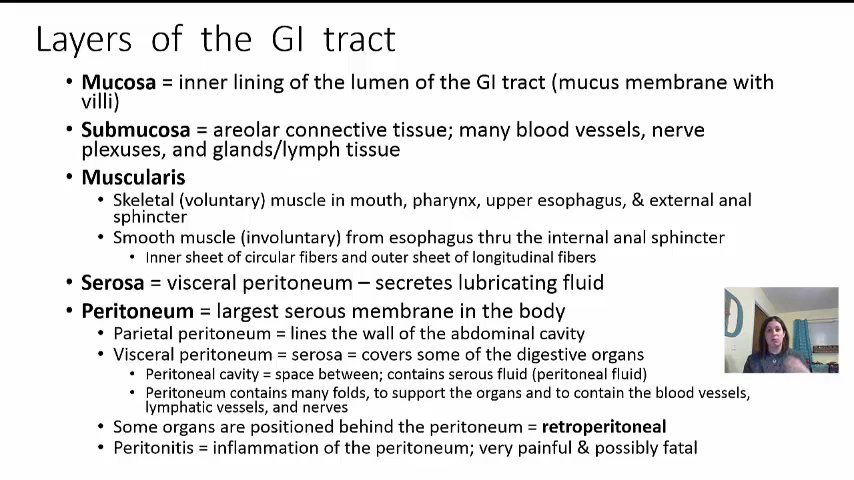 Layers of the GI tract
• Mucosa = inner lining of the lumen of the GI tract (mucus membrane with
villi)
• Submucosa = areolar connective tissue; many blood vessels, nerve
plexuses, and glands/lymph tissue
• Muscularis
• Skeletal (voluntary) muscle in mouth, pharynx, upper esophagus, & external anal
sphincter
• Smooth muscle (involuntary) from esophagus thru the internal anal sphincter
• Inner sheet of circular fibers and outer sheet of longitudinal fibers
• Serosa = visceral peritoneum – secretes lubricating fluid
• Peritoneum = largest serous membrane in the body
• Parietal peritoneum = lines the wall of the abdominal cavity
• Visceral peritoneum = serosa = covers some of the digestive organs
• Peritoneal cavity = space between; contains serous fluid (peritoneal fluid)
• Peritoneum contains many folds, to support the organs and to contain the blood vessels,
lymphatic vessels, and nerves
• Some organs are positioned behind the peritoneum = retroperitoneal
• Peritonitis = inflammation of the peritoneum; very painful & possibly fatal